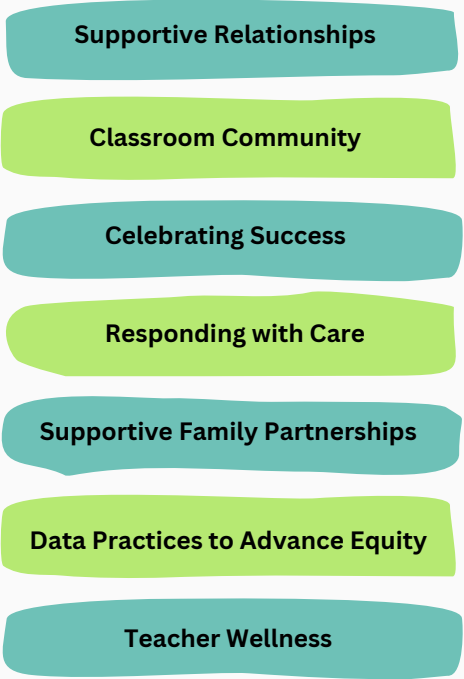 Supportive Relationships
Classroom Community
Celebrating Success
Responding with Care
Supportive Family Partnerships
Data Practices to Advance Equity
Teacher Wellness